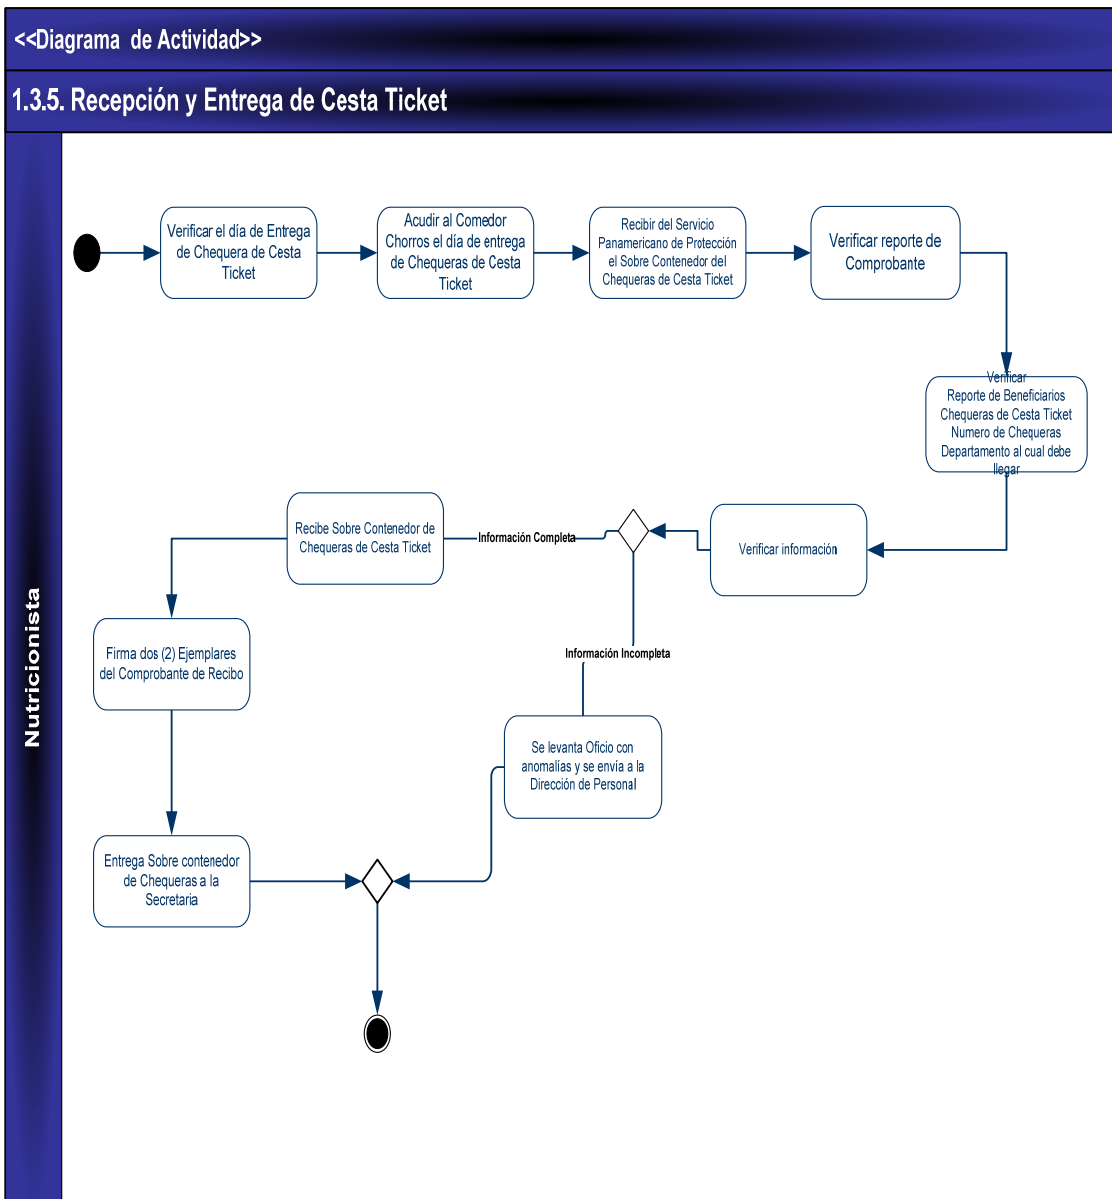 <<Diagrama de Actividad>>
1.3.5. Recepción y Entrega de Cesta Ticket
Nutricionista
Verificar el día de Entrega
de Chequera de Cesta
Ticket
Acudir al Comedor
Chorros el día de entrega
de Chequeras de Cesta
Ticket
Recibir del Servicio
Panamericano de Protección
el Sobre Contenedor del
Chequeras de Cesta Ticket
Verificar reporte de
Comprobante
Verificar
Reporte de Beneficiarios
Chequeras de Cesta Ticket
Numero de Chequeras
Departamento al cual debe
llegar
Verificar información
Información Completa
Recibe Sobre Contenedor de
Chequeras de Cesta Ticket
Firma dos (2) Ejemplares
del Comprobante de Recibo
Información Incompleta
Se levanta Oficio con
anomalías y se envía a la
Dirección de Personal
Entrega Sobre contenedor
de Chequeras a la
Secretaria